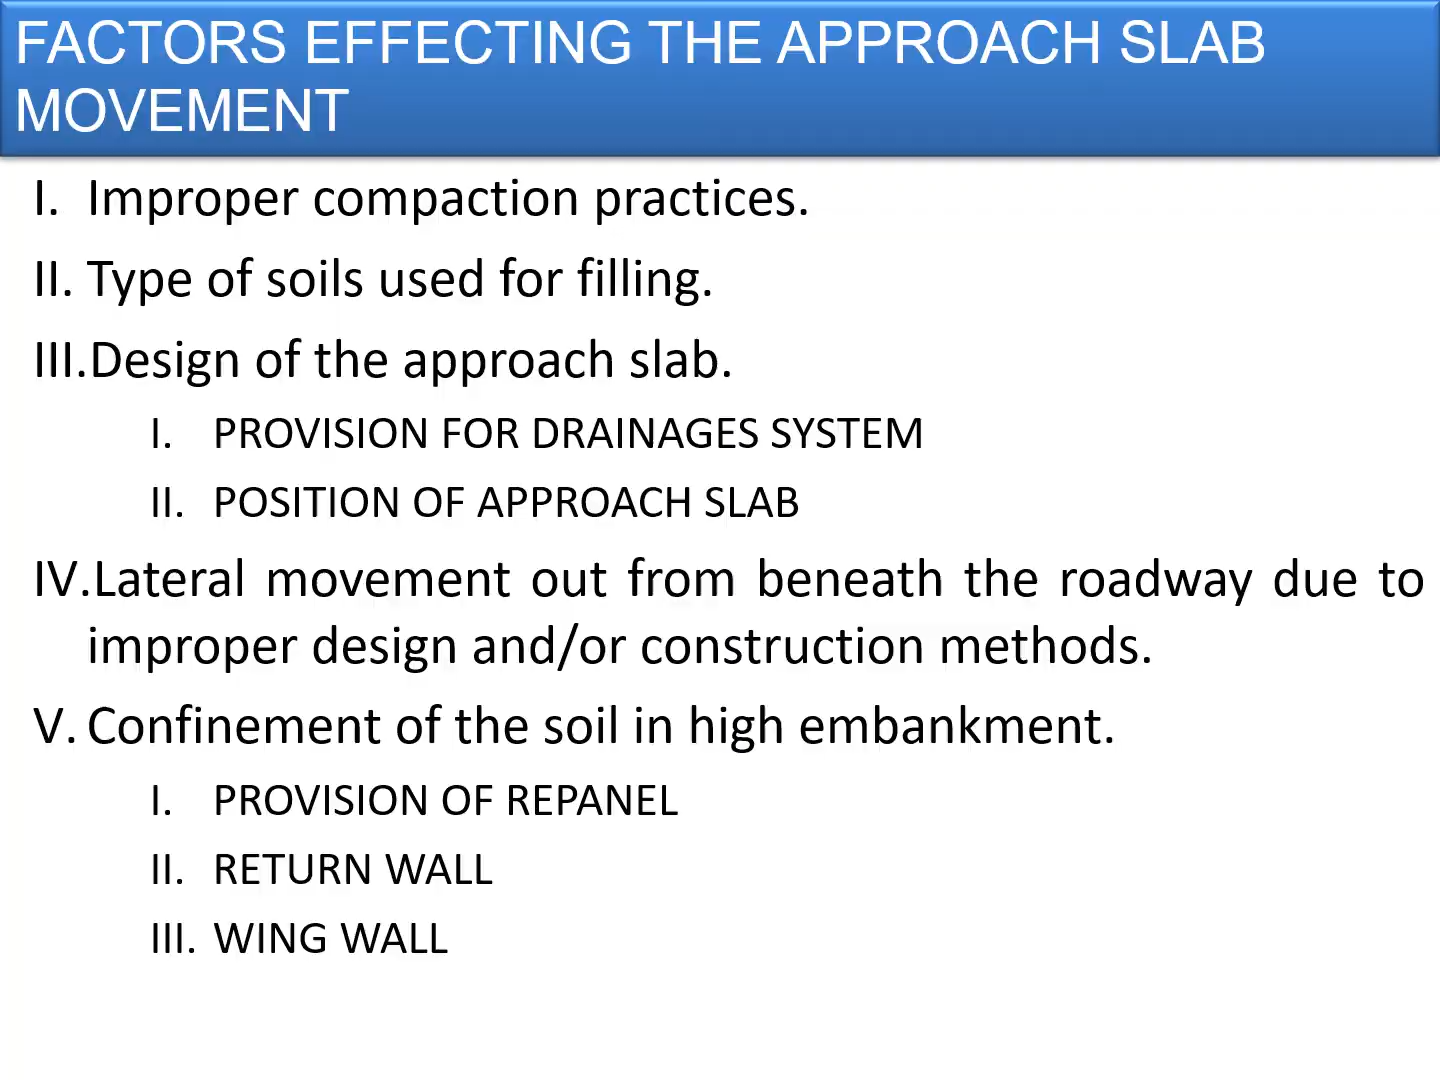 FACTORS EFFECTING THE APPROACH SLAB
MOVEMENT
I. Improper compaction practices.
II. Type of soils used for filling.
III.Design of the approach slab.
I. PROVISION FOR DRAINAGES SYSTEM
II. POSITION OF APPROACH SLAB
IV.Lateral movement out from beneath the roadway due to
improper design and/or construction methods.
V. Confinement of the soil in high embankment.
I. PROVISION OF REPANEL
II. RETURN WALL
III. WING WALL